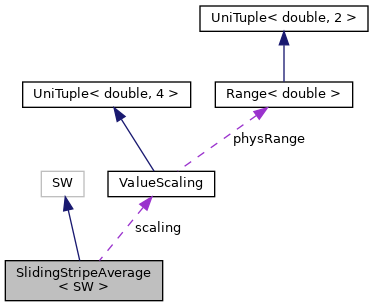 UniTuple< double, 2 >
UniTuple< double, 4 >
Range< double >
physRange
SW
ValueScaling
scaling
SlidingStripeAverage
< SW >